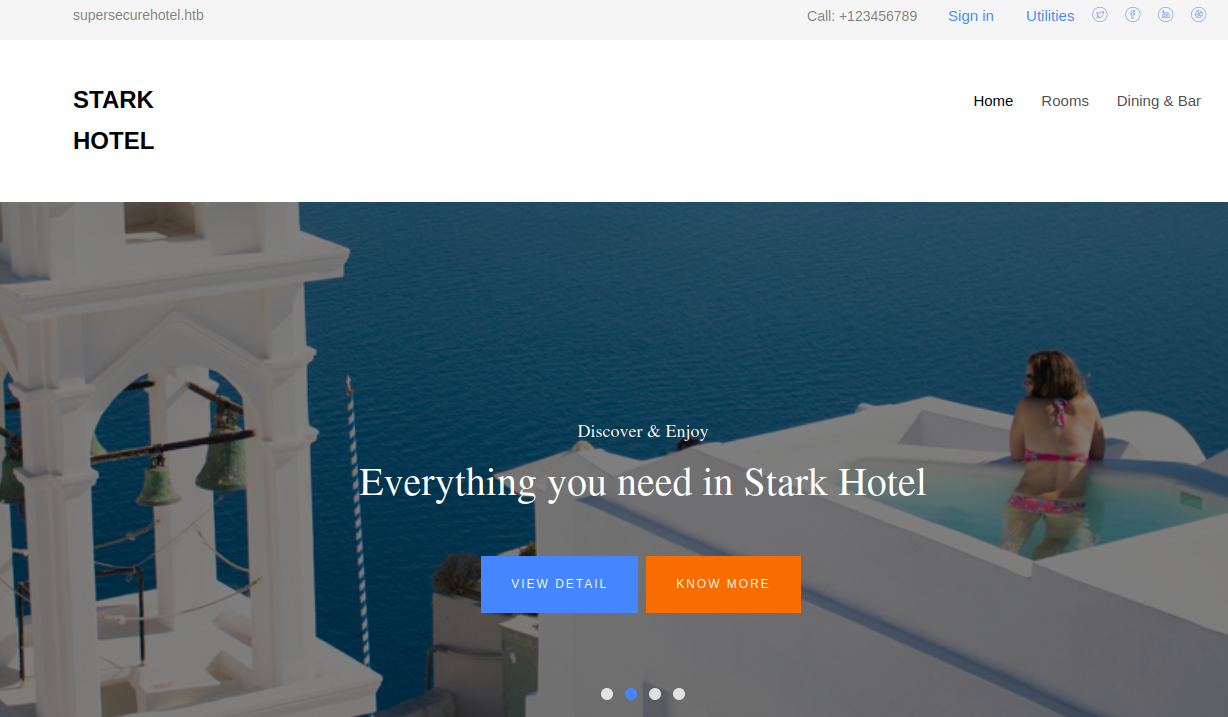 supersecurehotel.htb
Call: +123456789 Sign in Utilities
STARK
HOTEL
Home Rooms Dining & Bar
Discover & Enjoy
Everything you need in Stark Hotel
VIEW DETAIL KNOW MORE